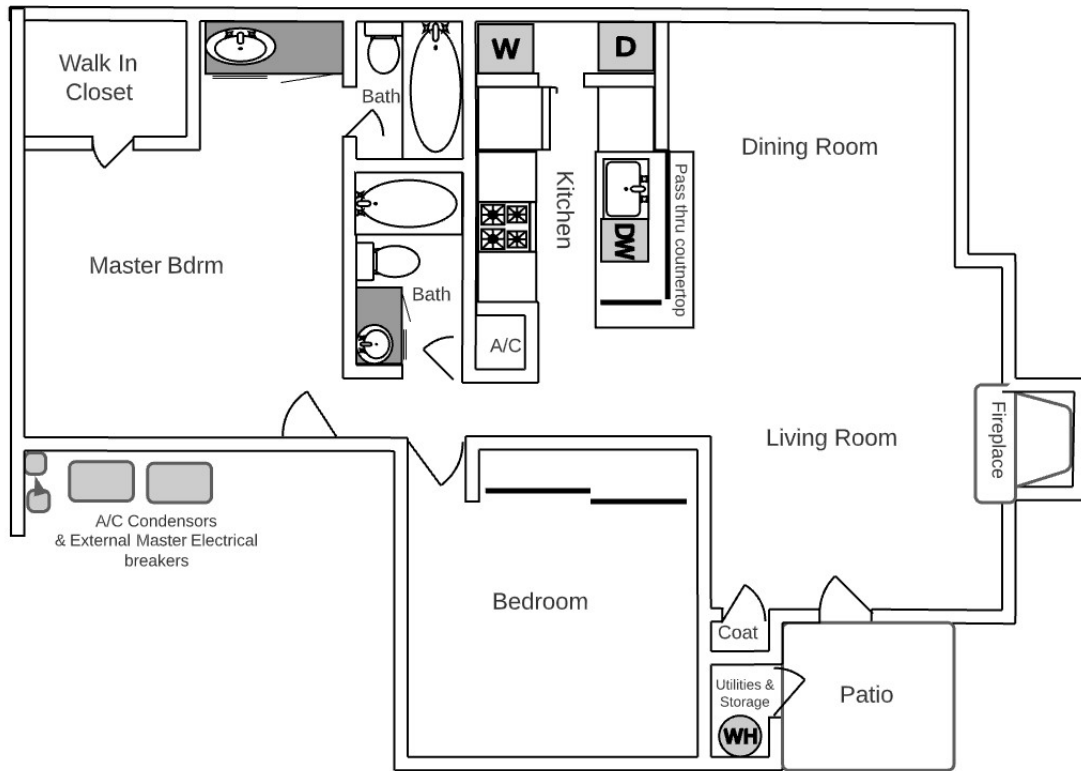 Walk In
Closet
Bath
W
D
Dining Room
Kitchen
Pass thru coutnertop
DW
Master Bdrm
Bath
A/C
Living Room
Fireplace
A/C Condensors
& External Master Electrical
breakers
Bedroom
Coat
Utilities &
Storage
WH
Patio